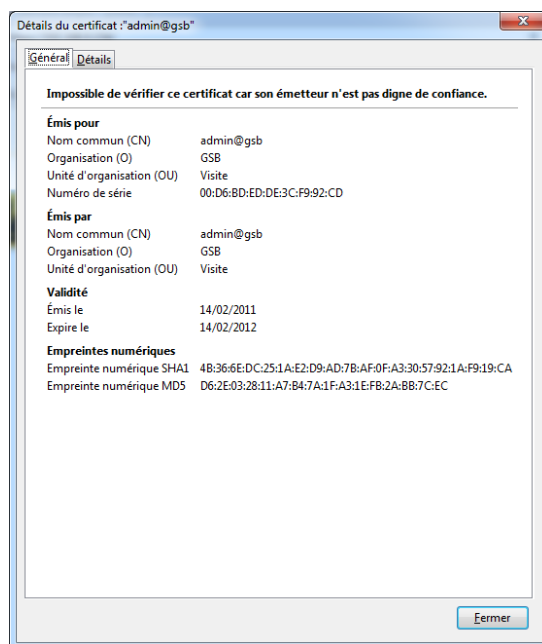 Détails du certificat :"admin@gsb"
Général Détails
Impossible de vérifier ce certificat car son émetteur n'est pas digne de confiance.
Émis pour
Nom commun (CN) admin@gsb
Organisation (O) GSB
Unité d'organisation (OU) Visite
Numéro de série 00:D6:BD:ED:DE:3C:F9:92:CD
Émis par
Nom commun (CN) admin@gsb
Organisation (O) GSB
Unité d'organisation (OU) Visite
Validité
Émis le 14/02/2011
Expire le 14/02/2012
Empreintes numériques
Empreinte numérique SHA1 4B:36:6E:DC:25:1A:E2:D9:AD:7B:AF:0F:A3:30:57:92:1A:F9:19:CA
Empreinte numérique MD5 D6:2E:03:28:11:A7:B4:7A:1F:A3:1E:FB:2A:BB:7C:EC
Fermer